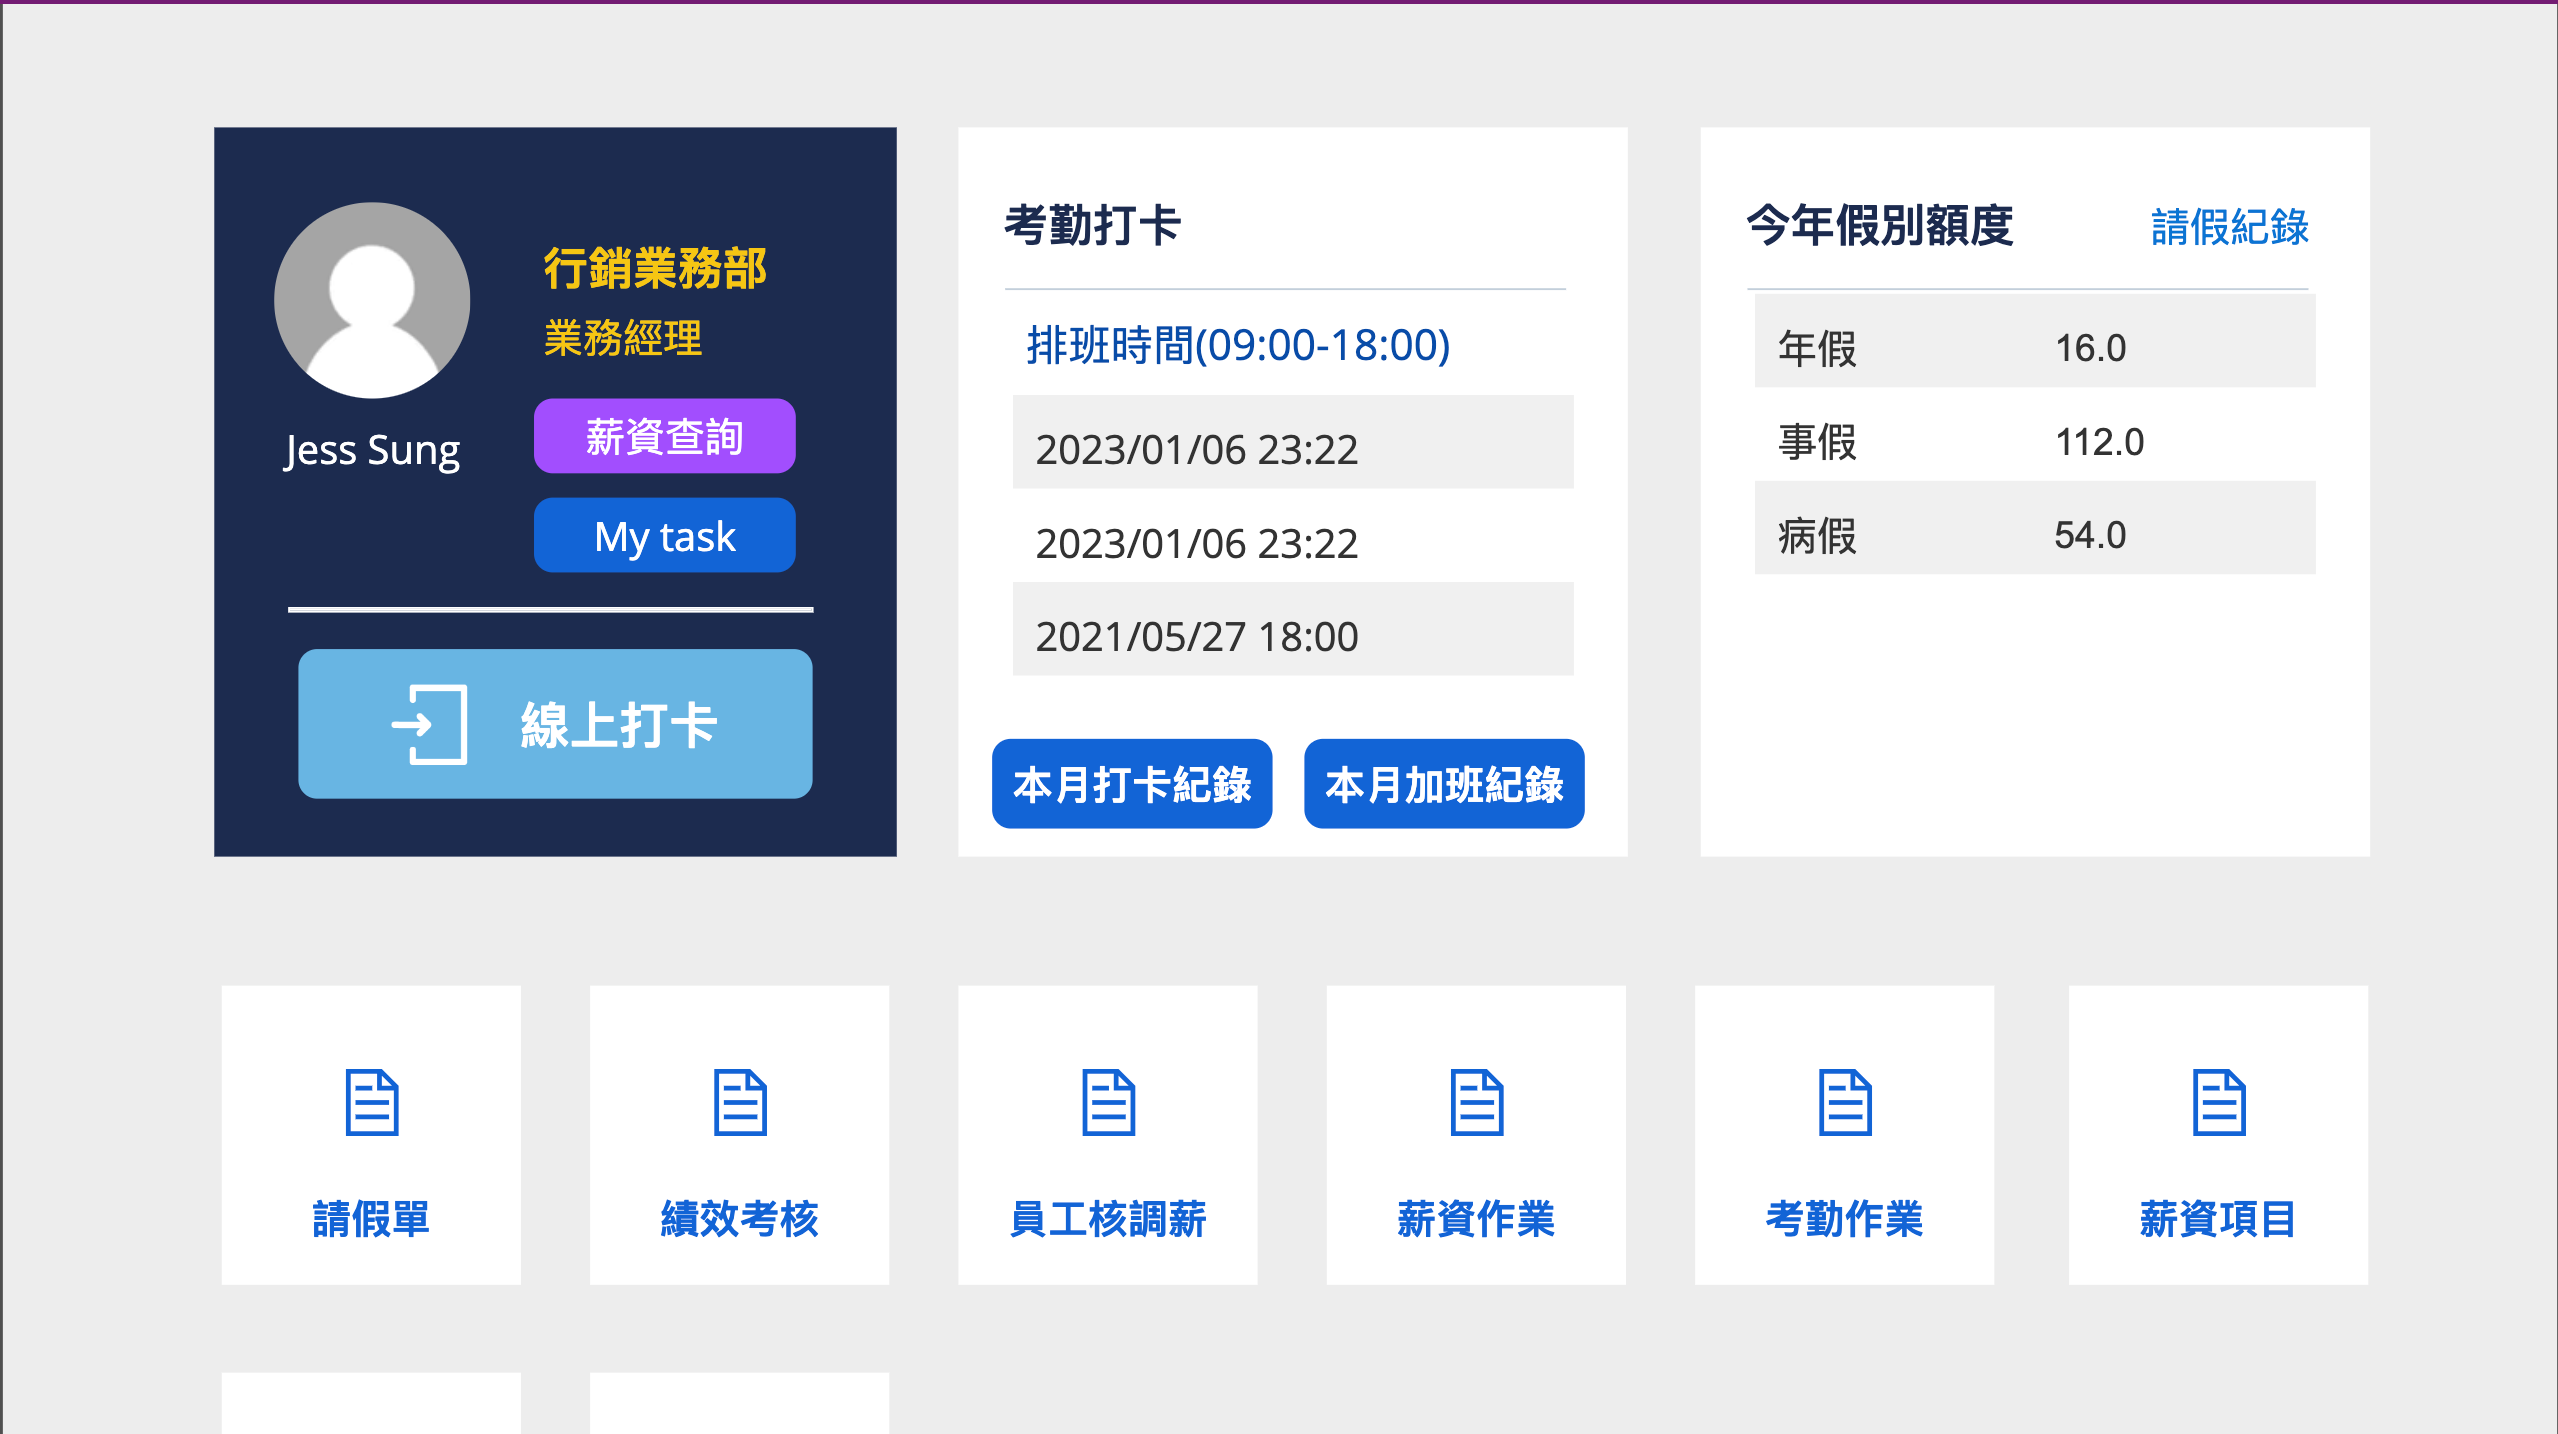 行銷業務部
業務經理
Jess Sung
薪資查詢
My task
線上打卡
考勤打卡
排班時間(09:00-18:00)
2023/01/06 23:22
2023/01/06 23:22
2021/05/27 18:00
本月打卡紀錄 本月加班紀錄
今年假別額度 請假紀錄
年假 16.0
事假 112.0
病假 54.0
請假單
績效考核
員工核調薪
薪資作業
考勤作業
薪資項目